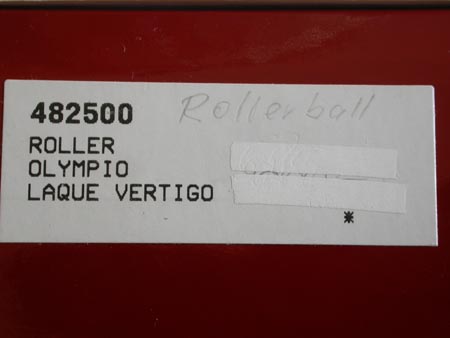 482500 Rollerball
ROLLER
OLYMPIO
LAQUE VERTIGO
*